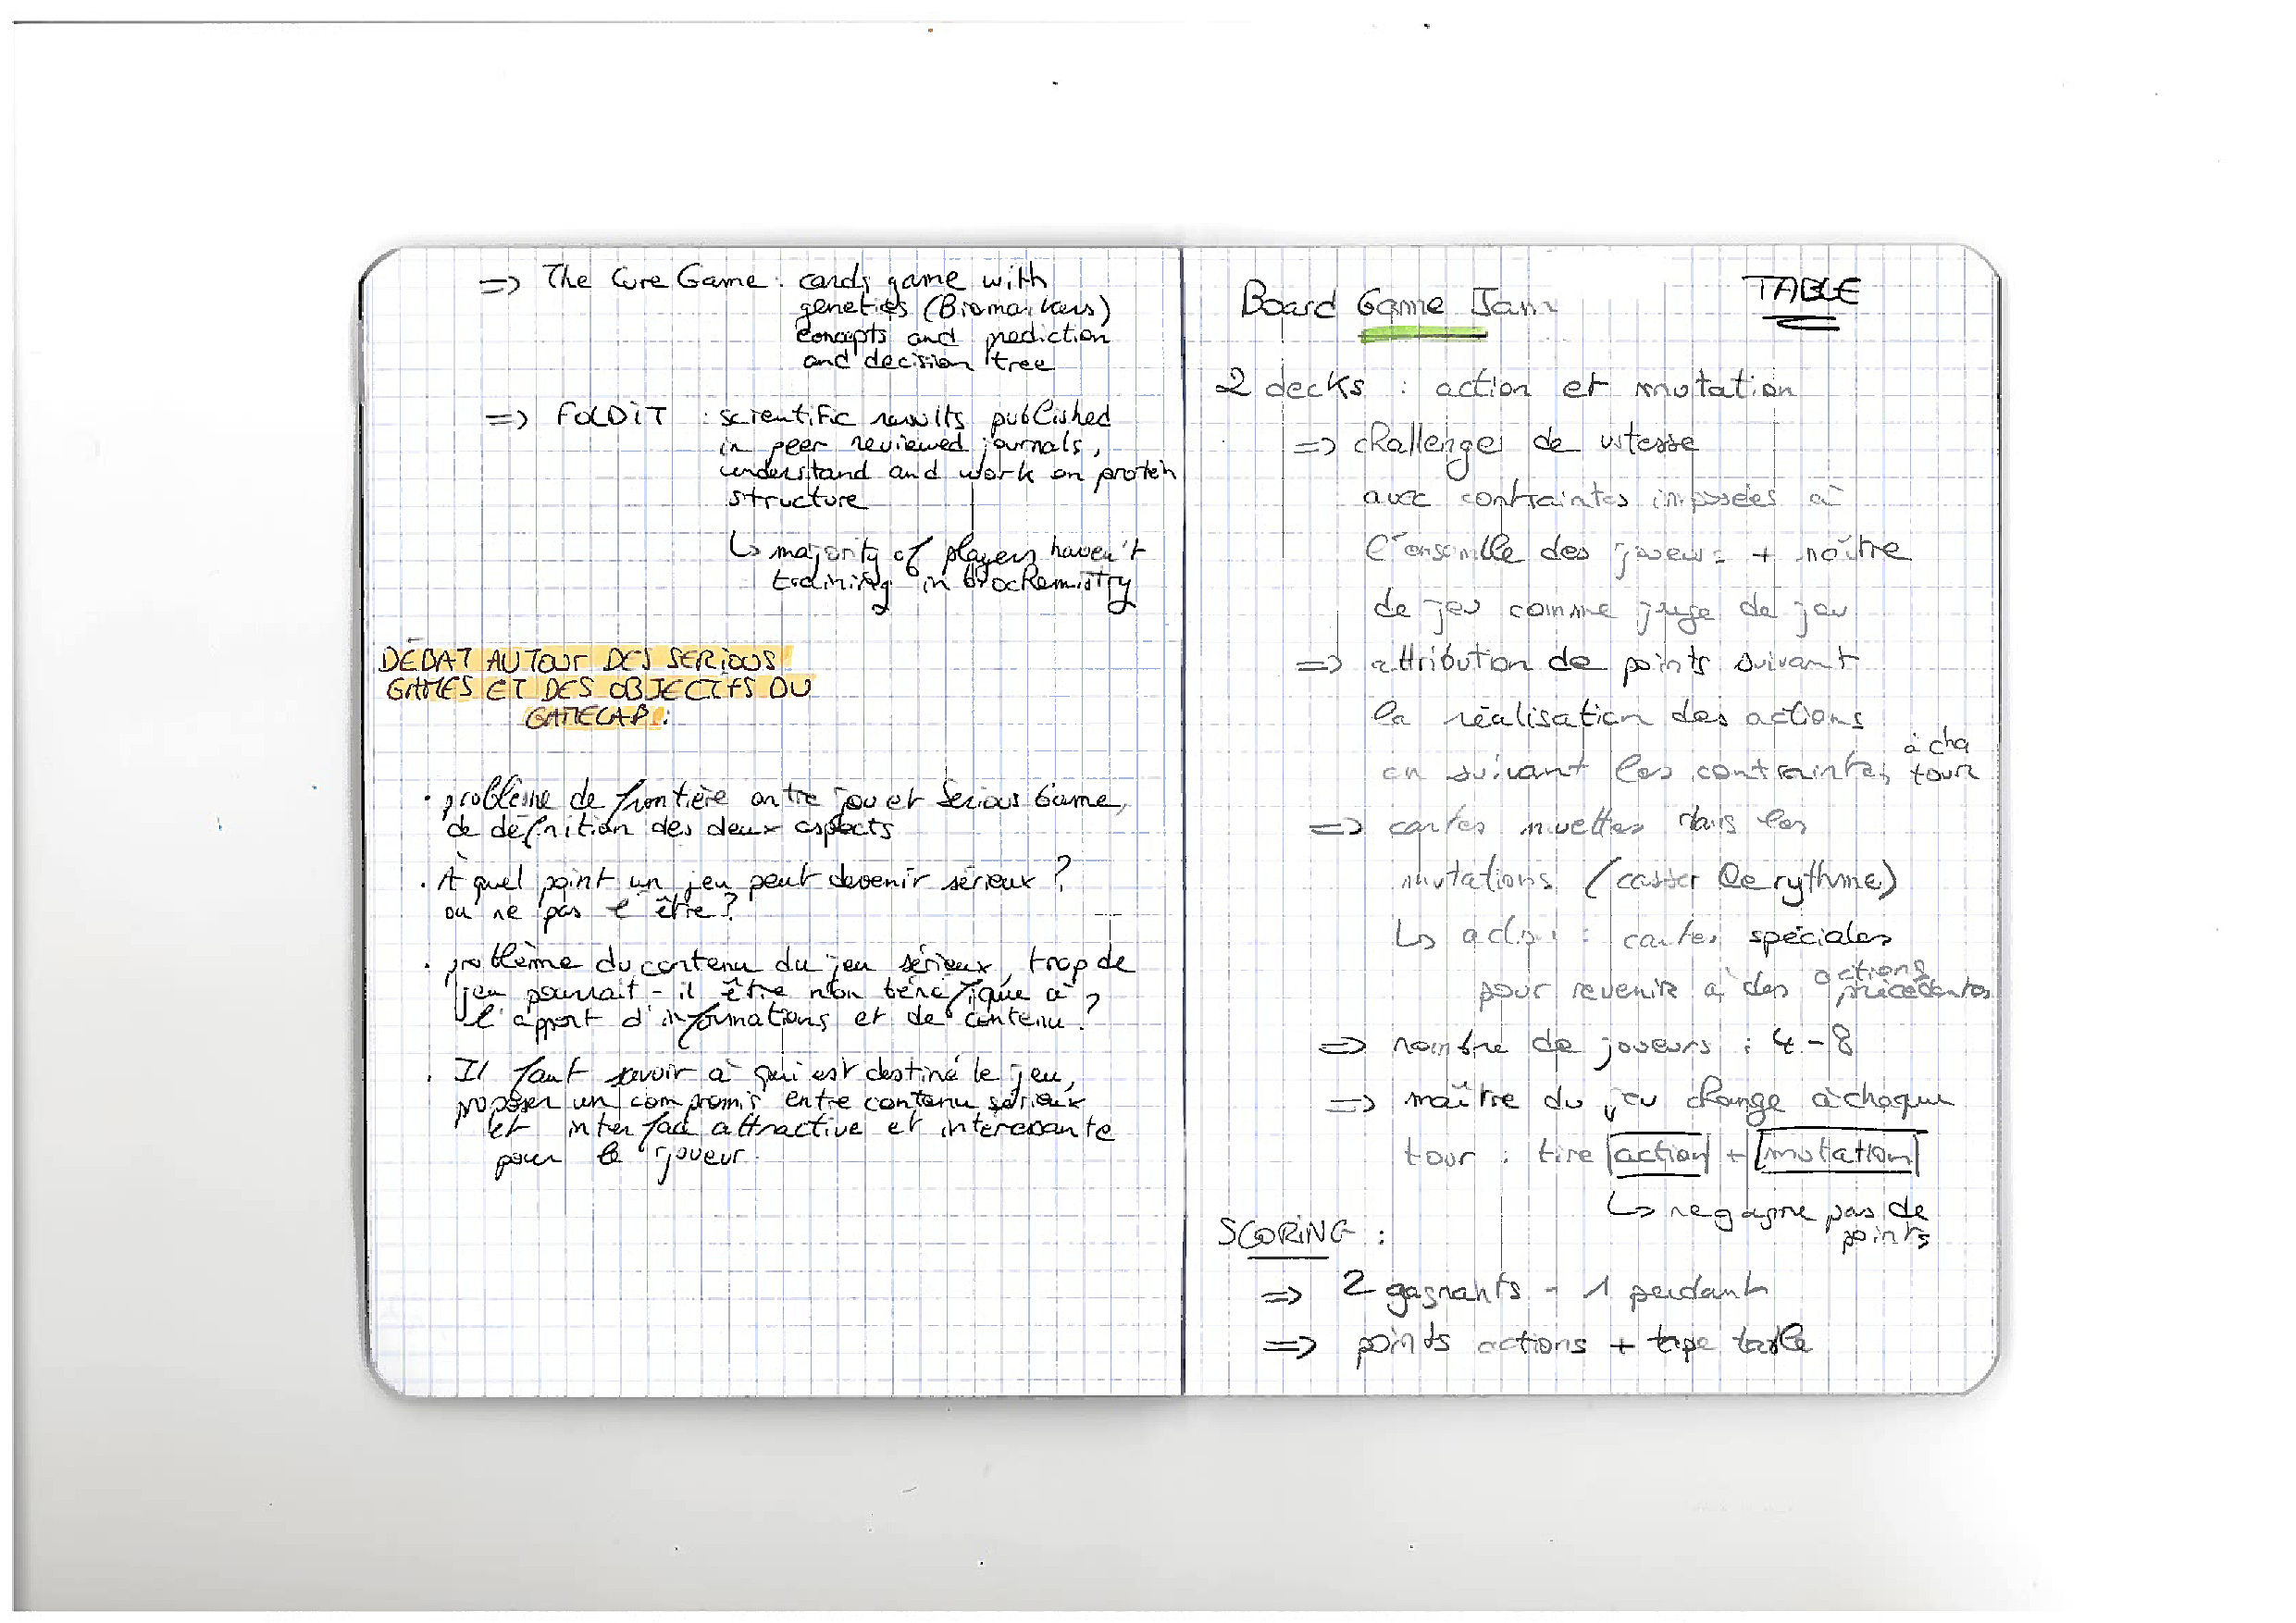 => The Cure Game : cards game with
genetics (Biomarkers)
concepts and prediction
and decision tree
=> FOLDIT : scientific results published
in peer reviewed journals,
understand and work on protein
structure
↳ majority of players haven't
training in biochemistry
DÉBAT AUTOUR DES SERIOUS
GAMES ET DES OBJECTIFS DU
GAMELAB :
• problème de frontière entre jeu et Serious Game,
de définition des deux aspects
• À quel point un jeu peut devenir sérieux ?
ou ne pas l'être ?
• problème du contenu du jeu sérieux, trop de
jeu pourrait-il être non bénéfique à
l'apport d'informations et de contenu ?
• Il faut savoir à qui est destiné le jeu,
proposer un compromis entre contenu sérieux
et interface attractive et interessante
pour le joueur.
Board Game Jam TABLE
2 decks : action et mutation
=> challenges de vitesse
avec contraintes imposées à
l'ensemble des joueurs + maître
de jeu comme juge de jeu
=> attribution de points suivant
la réalisation des actions
en suivant les contraintes à cha
tour
=> cartes muettes dans les
mutations (casser le rythme)
↳ cartes spéciales
pour revenir à des actions
précédentes
=> nombre de joueurs : 4-8
=> maître du jeu change à chaque
tour : tire action + mutation
↳ ne gagne pas de
points
SCORING :
=> 2 gagnants - 1 perdant
=> points actions + tape table